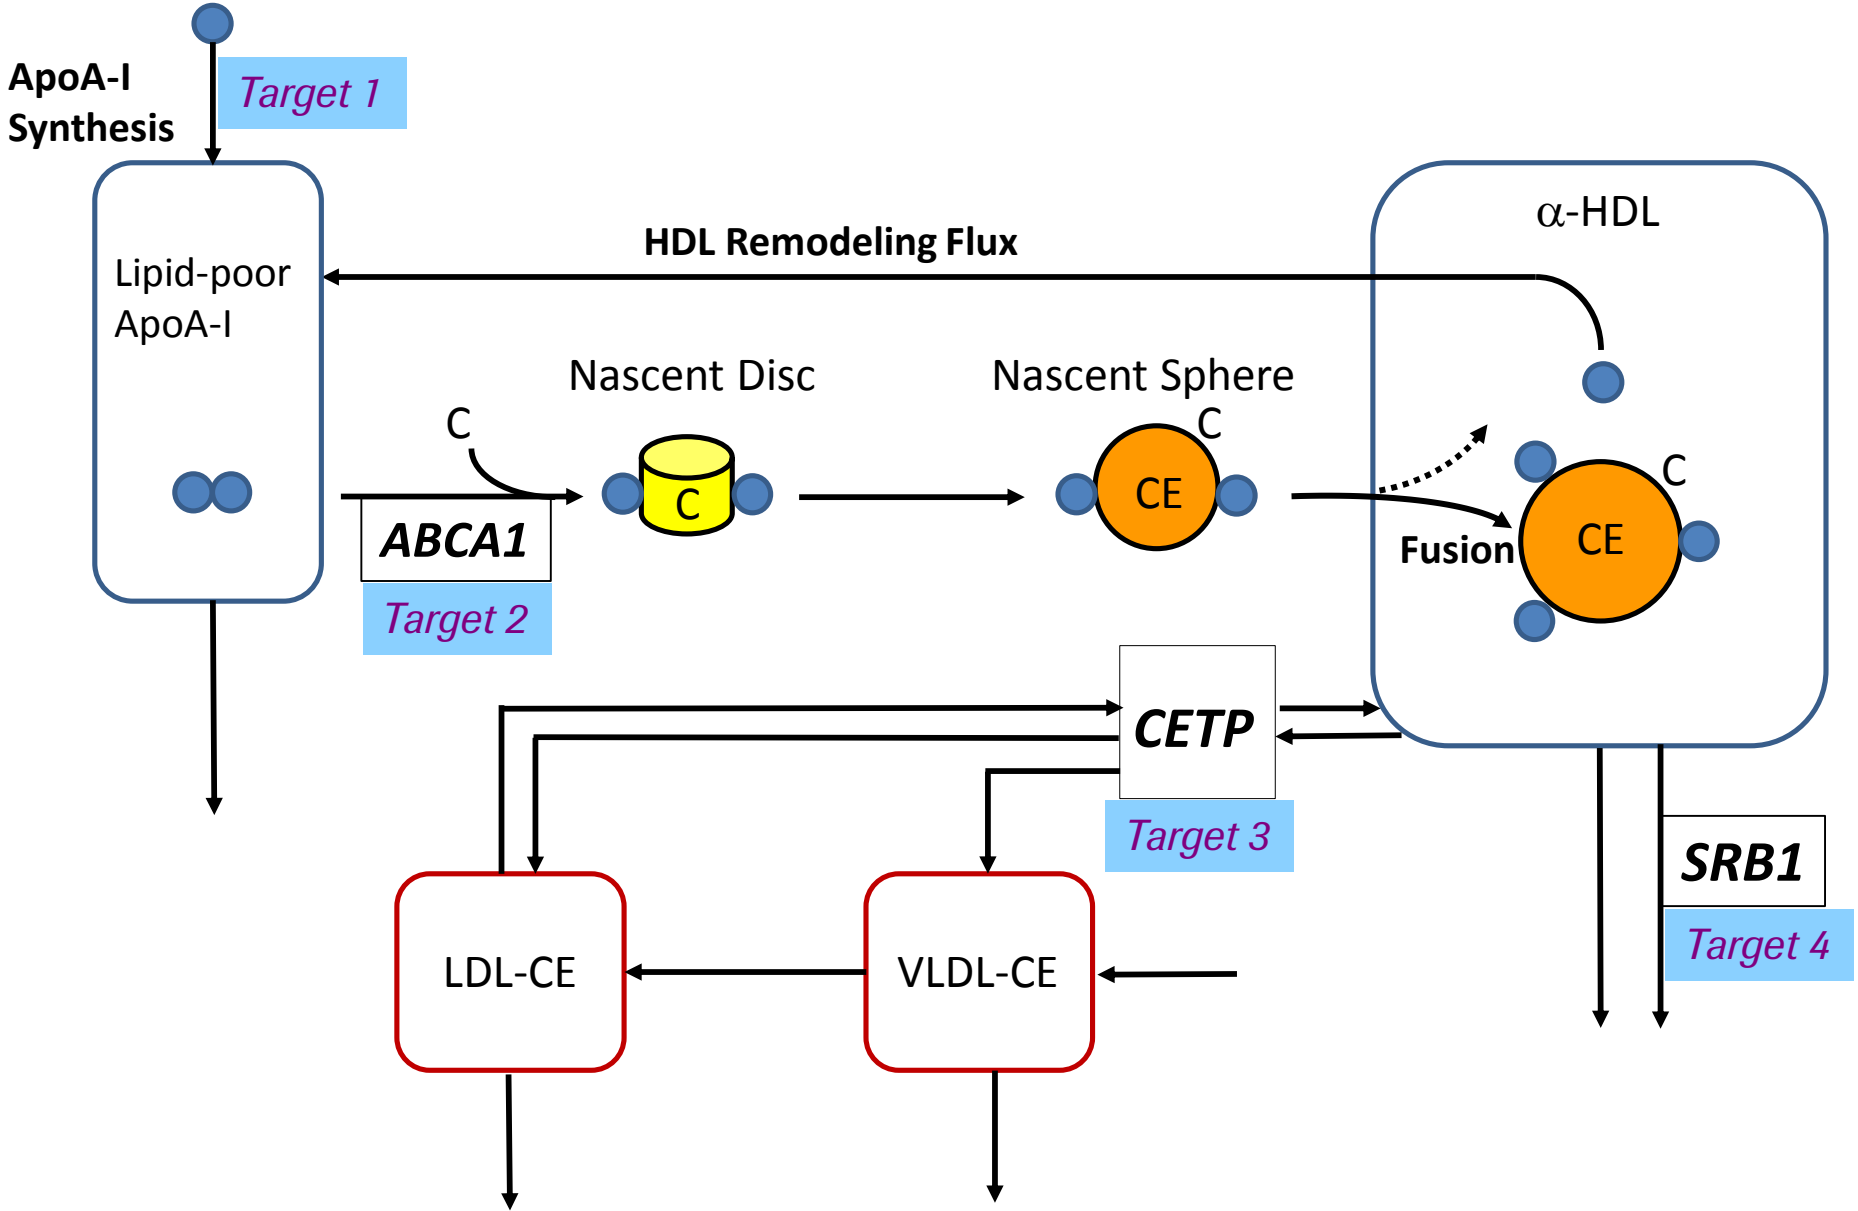 ApoA-I
Synthesis
Target 1
α-HDL
HDL Remodeling Flux
Lipid-poor
ApoA-I
Nascent Disc
Nascent Sphere
C
C
C
C
CE
CE
ABCA1
Fusion
Target 2
CETP
Target 3
SRB1
Target 4
LDL-CE
VLDL-CE